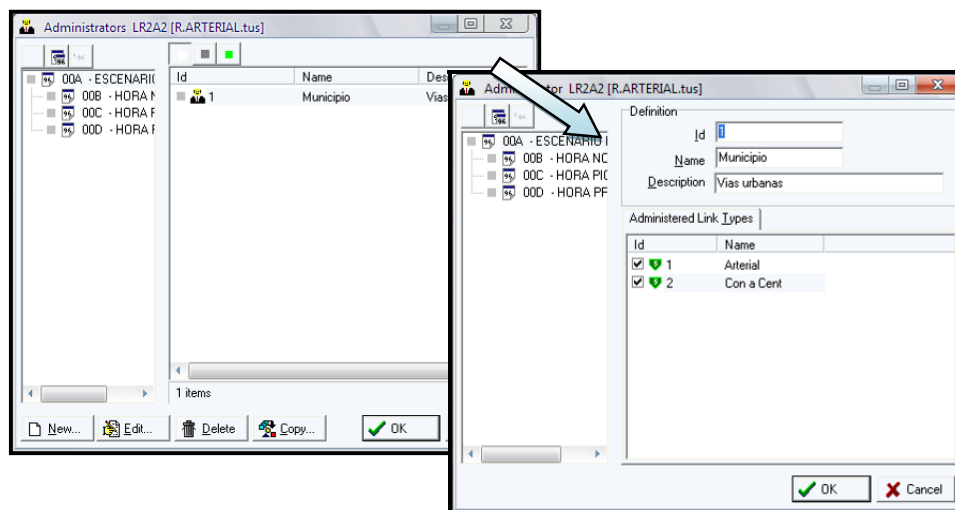 Administrators LR2A2 [R.ARTERIAL.tus]
00A - ESCENARI(
00B - HORA N
00C - HORA F
00D - HORA F
Id Name Des
1 Municipio Vias
1 items
New... Edit... Delete Copy... OK
LR2A2 [R.ARTERIAL.tus]
00A - ESCENARIO I
00B - HORA NO
00C - HORA PIC
00D - HORA PF
Definition
Id 1
Name Municipio
Description Vias urbanas
Administered Link Types
Id Name
1 Arterial
2 Con a Cent
OK Cancel